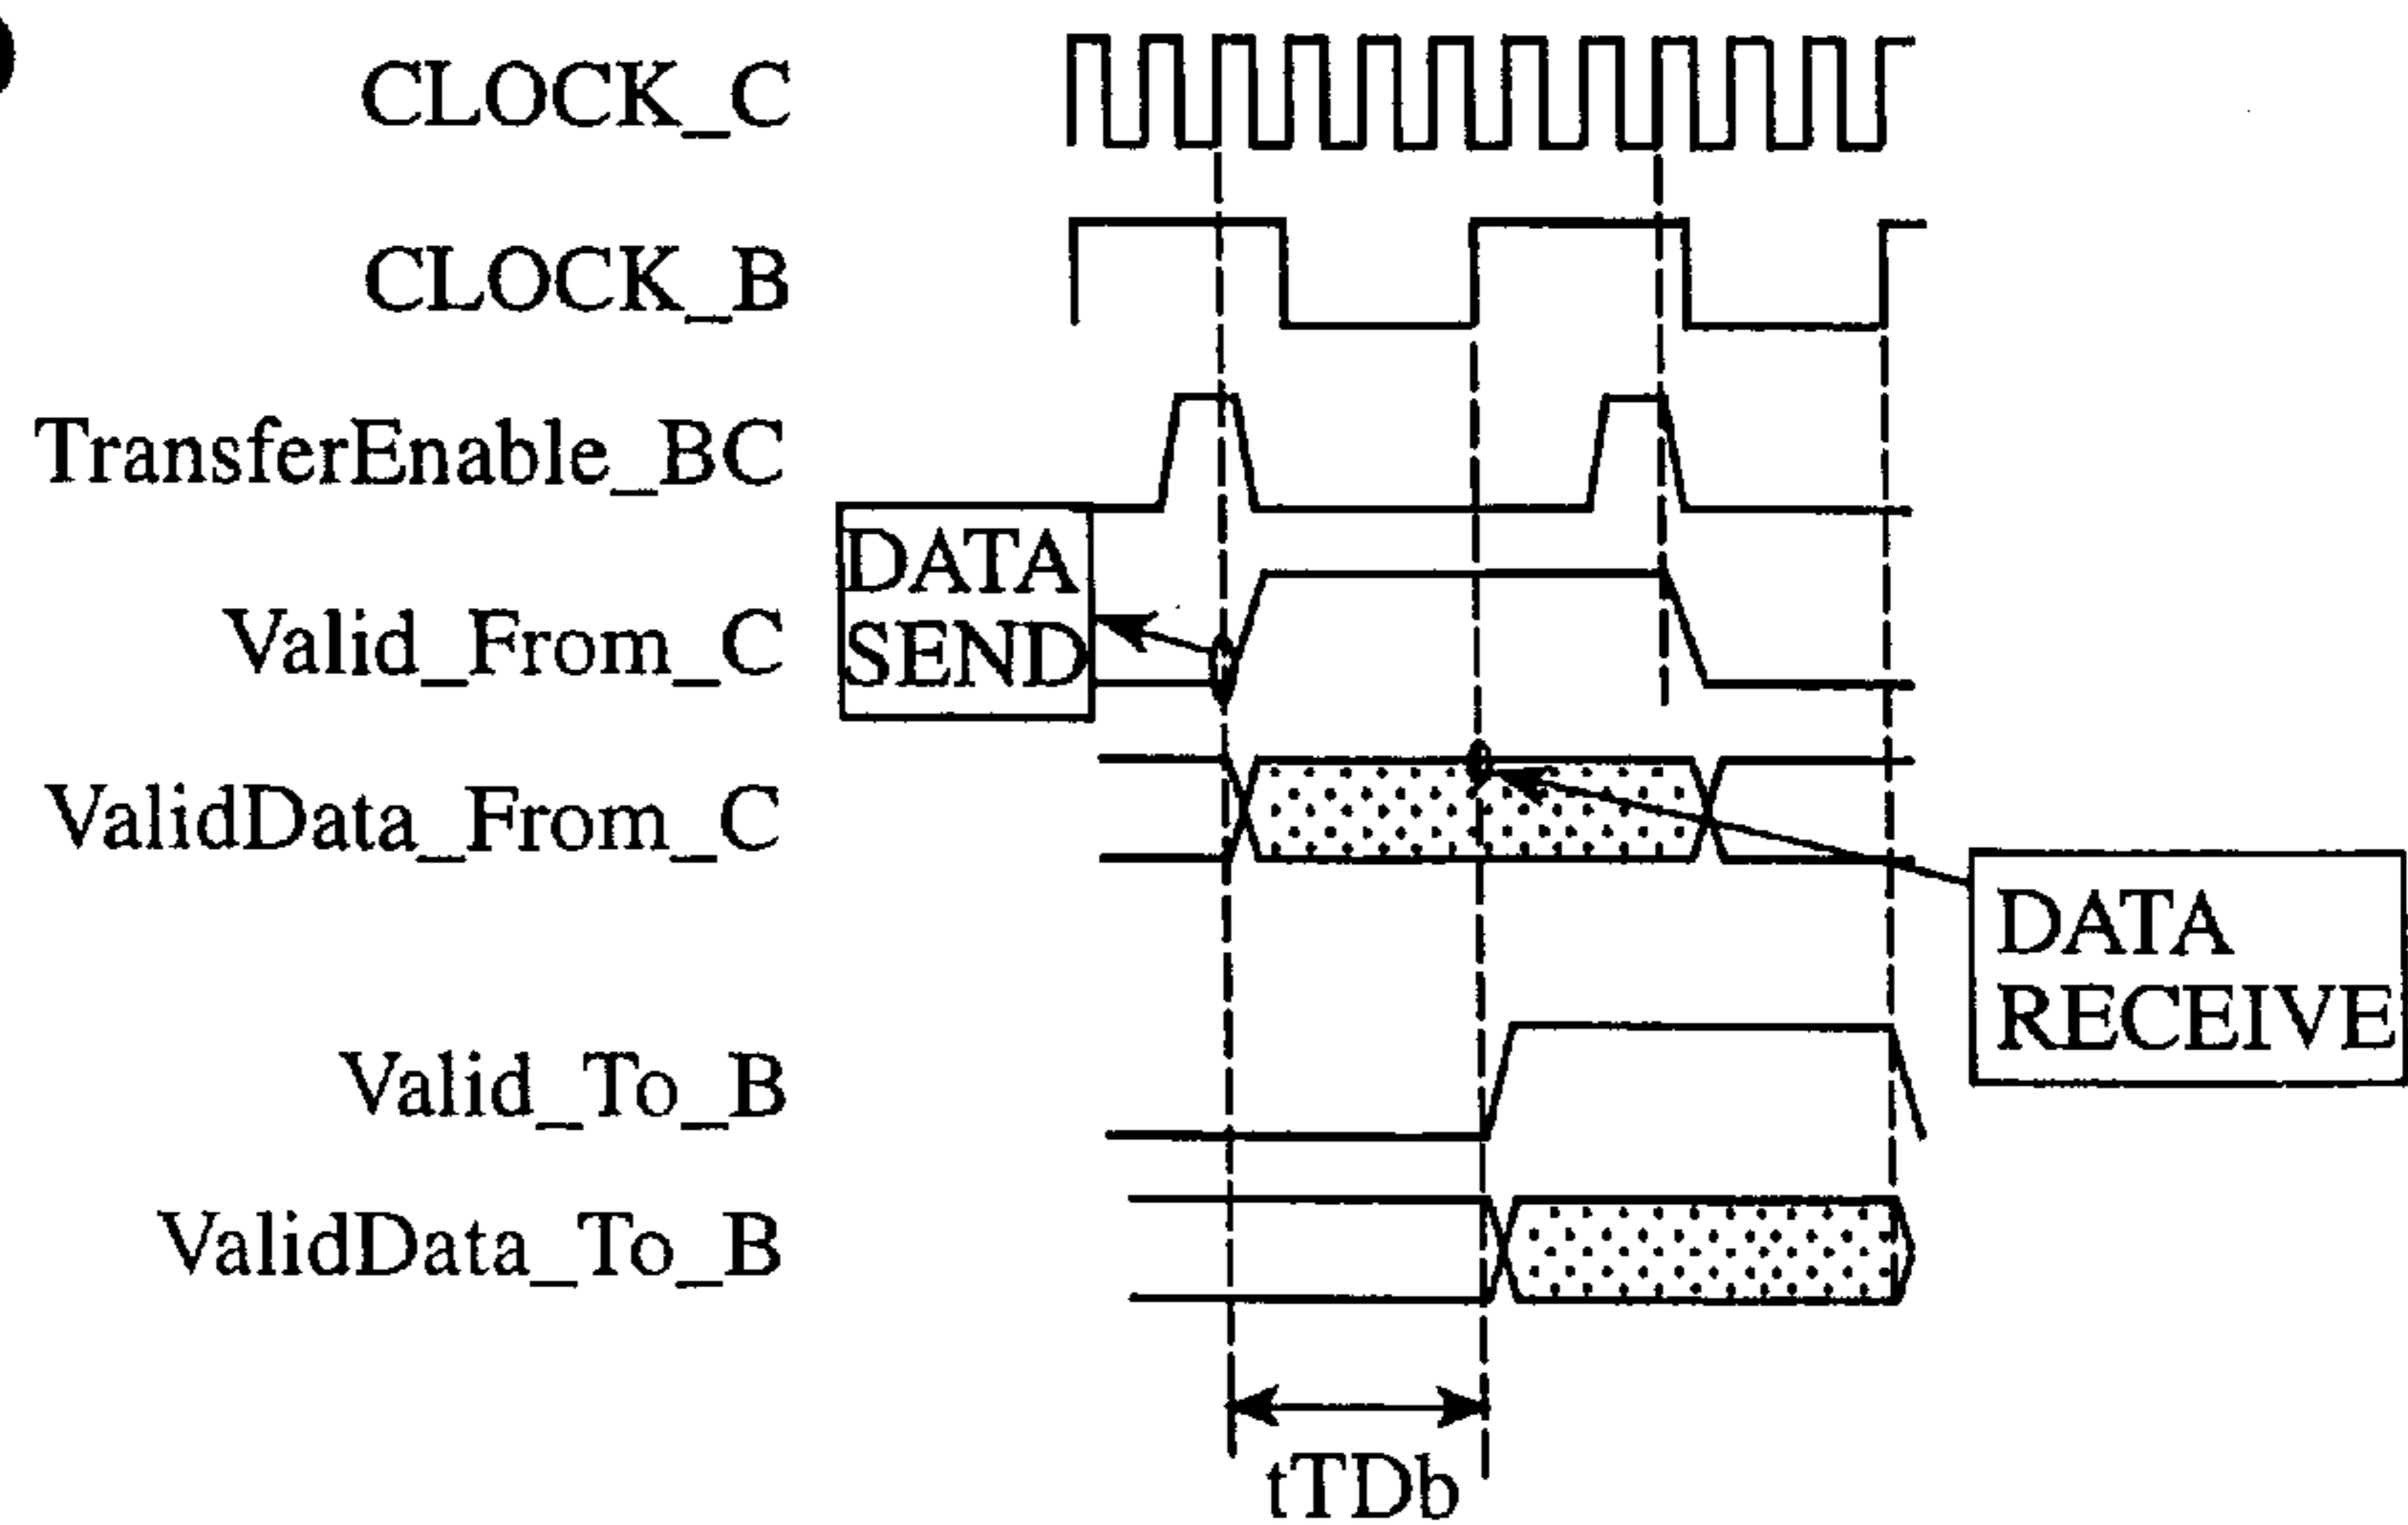 )
CLOCK_C
CLOCK_B
TransferEnable_BC
DATA
SEND
Valid_From_C
ValidData_From_C
DATA
RECEIVE
Valid_To_B
ValidData_To_B
tTDb